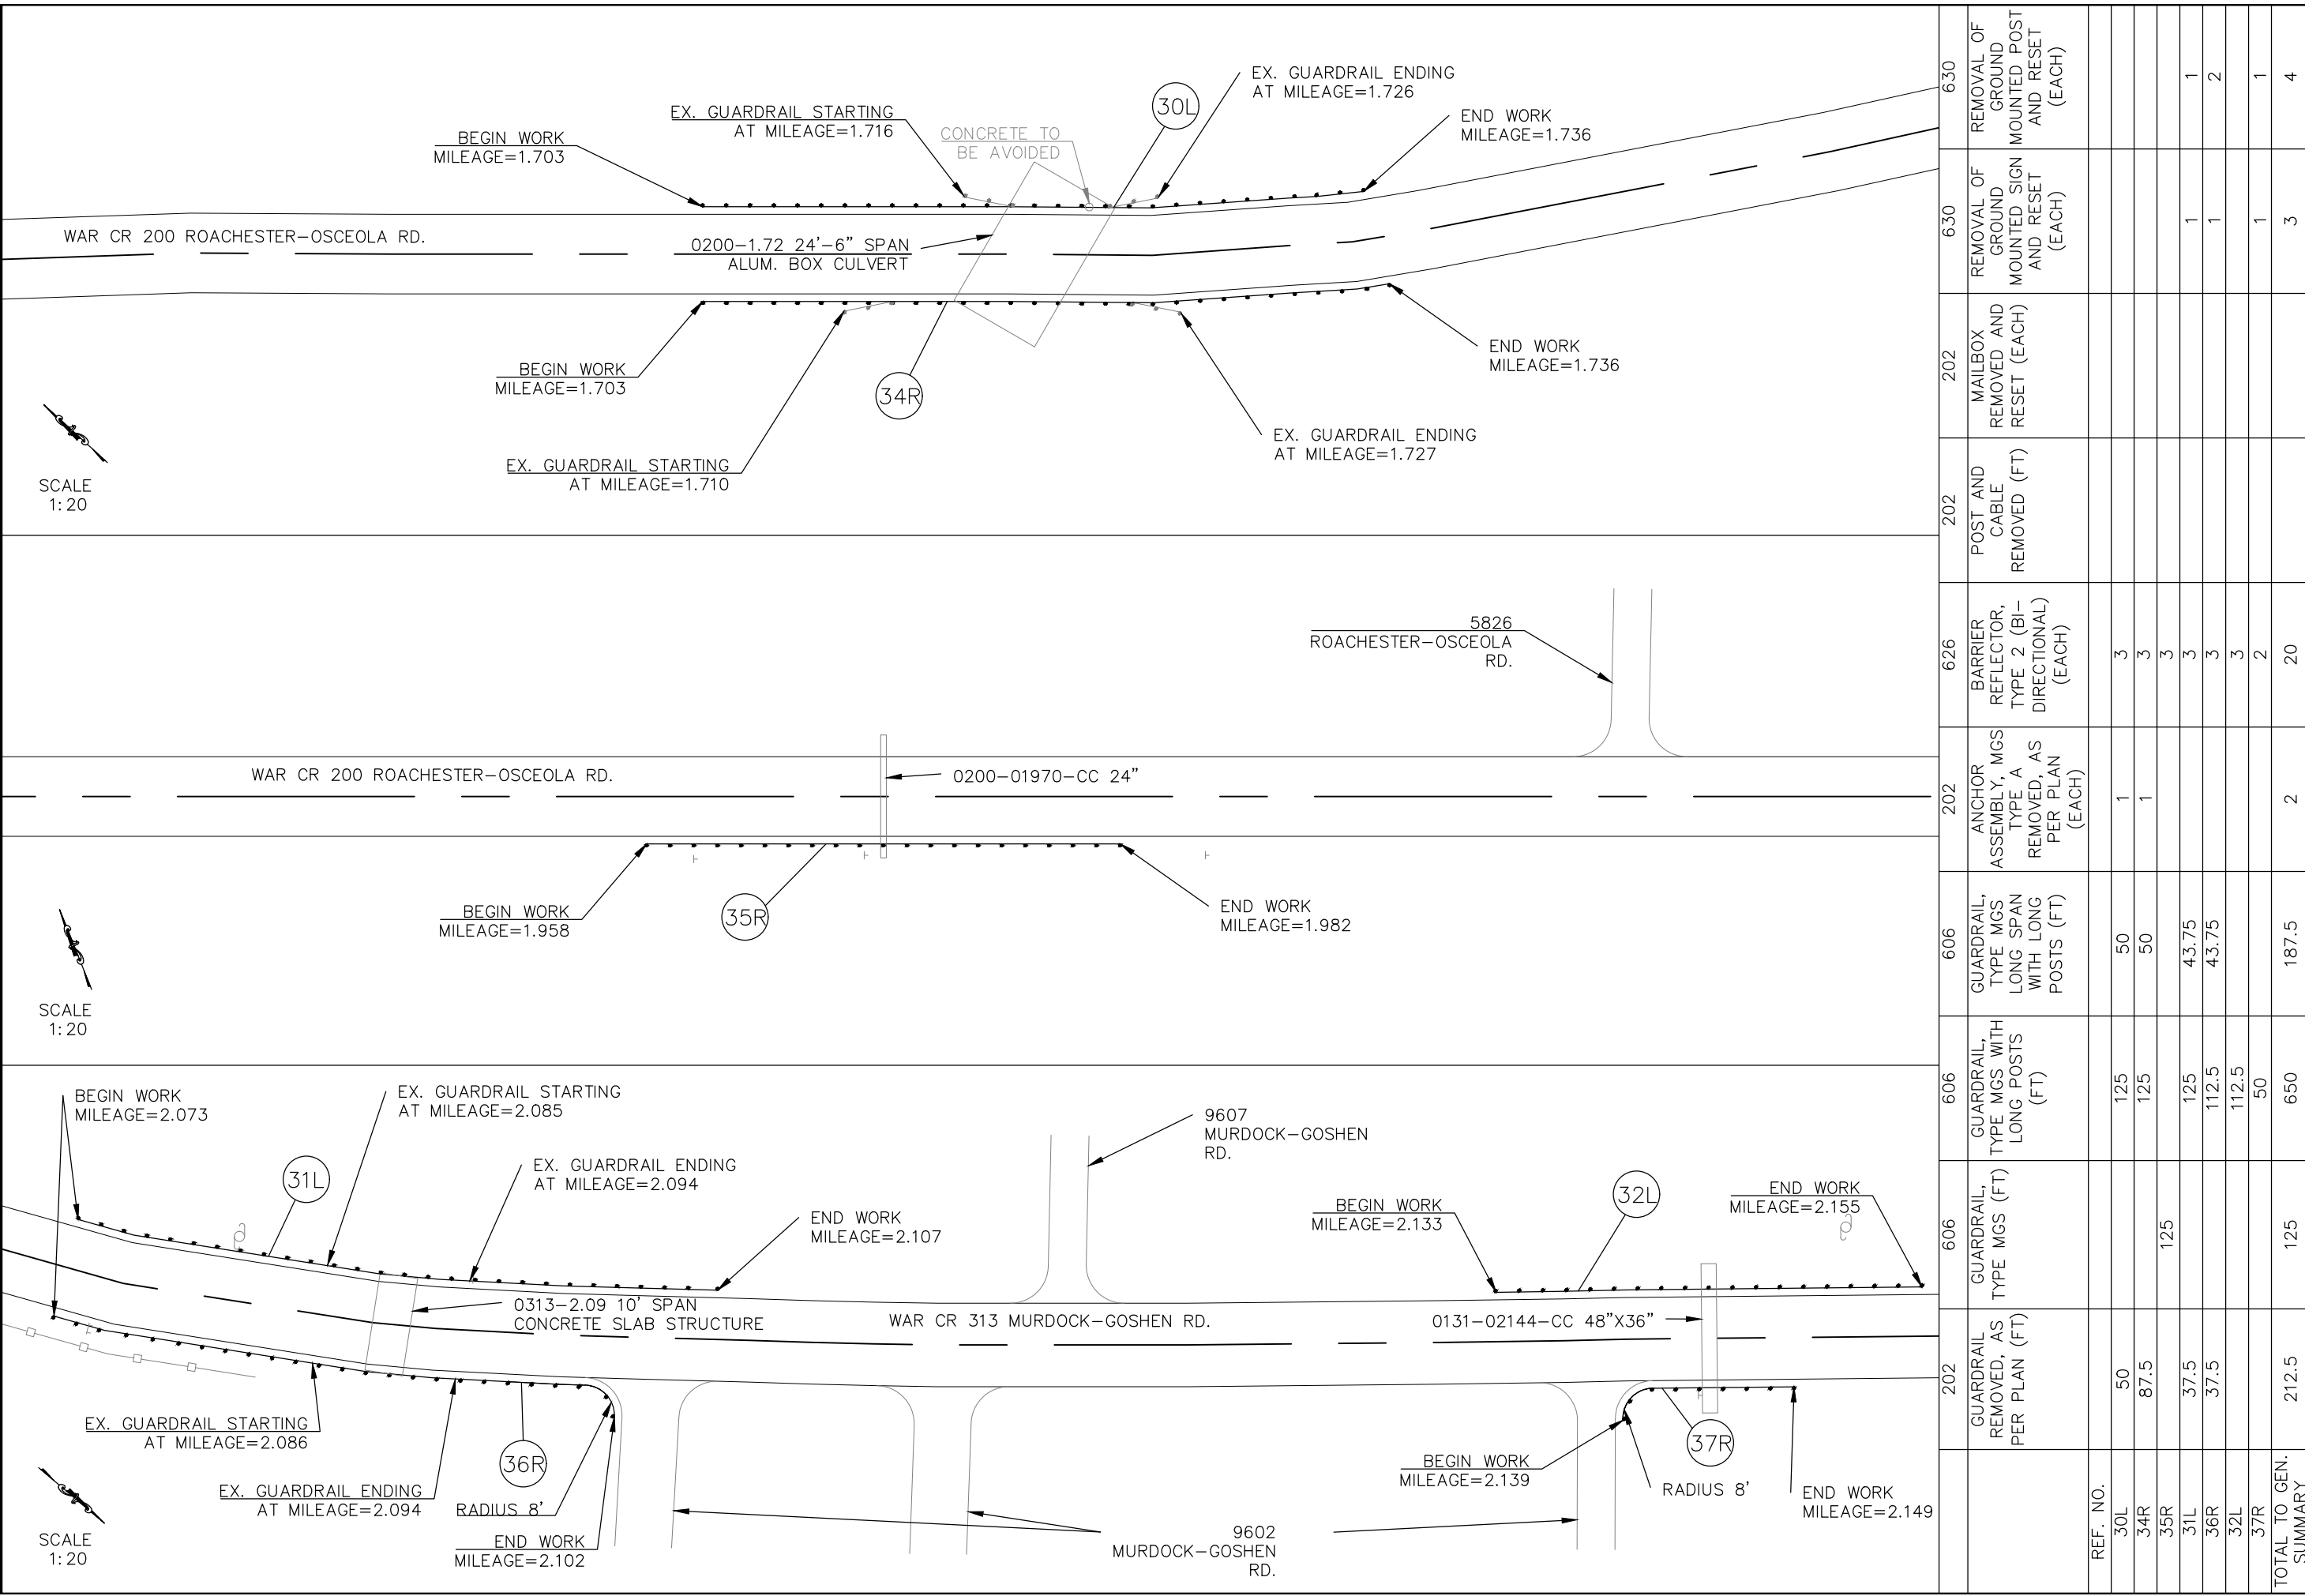 EX. GUARDRAIL ENDING
AT MILEAGE=1.726
30L
EX. GUARDRAIL STARTING
AT MILEAGE=1.716
END WORK
MILEAGE=1.736
BEGIN WORK
MILEAGE=1.703
CONCRETE TO
BE AVOIDED
WAR CR 200 ROACHESTER-OSCEOLA RD.
0200-1.72 24'-6" SPAN
ALUM. BOX CULVERT
BEGIN WORK
MILEAGE=1.703
34R
END WORK
MILEAGE=1.736
EX. GUARDRAIL STARTING
AT MILEAGE=1.710
EX. GUARDRAIL ENDING
AT MILEAGE=1.727
SCALE
1:20
5826
ROACHESTER-OSCEOLA
RD.
WAR CR 200 ROACHESTER-OSCEOLA RD.
0200-01970-CC 24"
BEGIN WORK
MILEAGE=1.958
35R
END WORK
MILEAGE=1.982
SCALE
1:20
BEGIN WORK
MILEAGE=2.073
EX. GUARDRAIL STARTING
AT MILEAGE=2.085
31L
EX. GUARDRAIL ENDING
AT MILEAGE=2.094
END WORK
MILEAGE=2.107
9607
MURDOCK-GOSHEN
RD.
BEGIN WORK
MILEAGE=2.133
32L
END WORK
MILEAGE=2.155
0313-2.09 10' SPAN
CONCRETE SLAB STRUCTURE
WAR CR 313 MURDOCK-GOSHEN RD.
0131-02144-CC 48"X36"
EX. GUARDRAIL STARTING
AT MILEAGE=2.086
EX. GUARDRAIL ENDING
AT MILEAGE=2.094
36R
RADIUS 8'
END WORK
MILEAGE=2.102
9602
MURDOCK-GOSHEN
RD.
BEGIN WORK
MILEAGE=2.139
37R
RADIUS 8'
END WORK
MILEAGE=2.149
SCALE
1:20
REF. NO.
30L
34R
35R
31L
36R
32L
37R
TOTAL TO GEN.
SUMMARY
202
GUARDRAIL
REMOVED, AS
PER PLAN (FT)
50
87.5
37.5
37.5
212.5
606
GUARDRAIL,
TYPE MGS (FT)
125
125
606
GUARDRAIL,
TYPE MGS WITH
LONG POSTS
(FT)
125
125
125
112.5
112.5
50
650
606
GUARDRAIL,
TYPE MGS
LONG SPAN
WITH LONG
POSTS (FT)
50
50
43.75
43.75
187.5
202
ANCHOR
ASSEMBLY, MGS
TYPE A
REMOVED, AS
PER PLAN
(EACH)
1
1
2
626
BARRIER
REFLECTOR,
TYPE 2 (BI-
DIRECTIONAL)
(EACH)
3
3
3
3
3
3
2
20
202
POST AND
CABLE
REMOVED (FT)
202
MAILBOX
REMOVED AND
RESET (EACH)
630
REMOVAL OF
GROUND
MOUNTED SIGN
AND RESET
(EACH)
1
1
1
3
630
REMOVAL OF
GROUND
MOUNTED POST
AND RESET
(EACH)
1
2
1
4